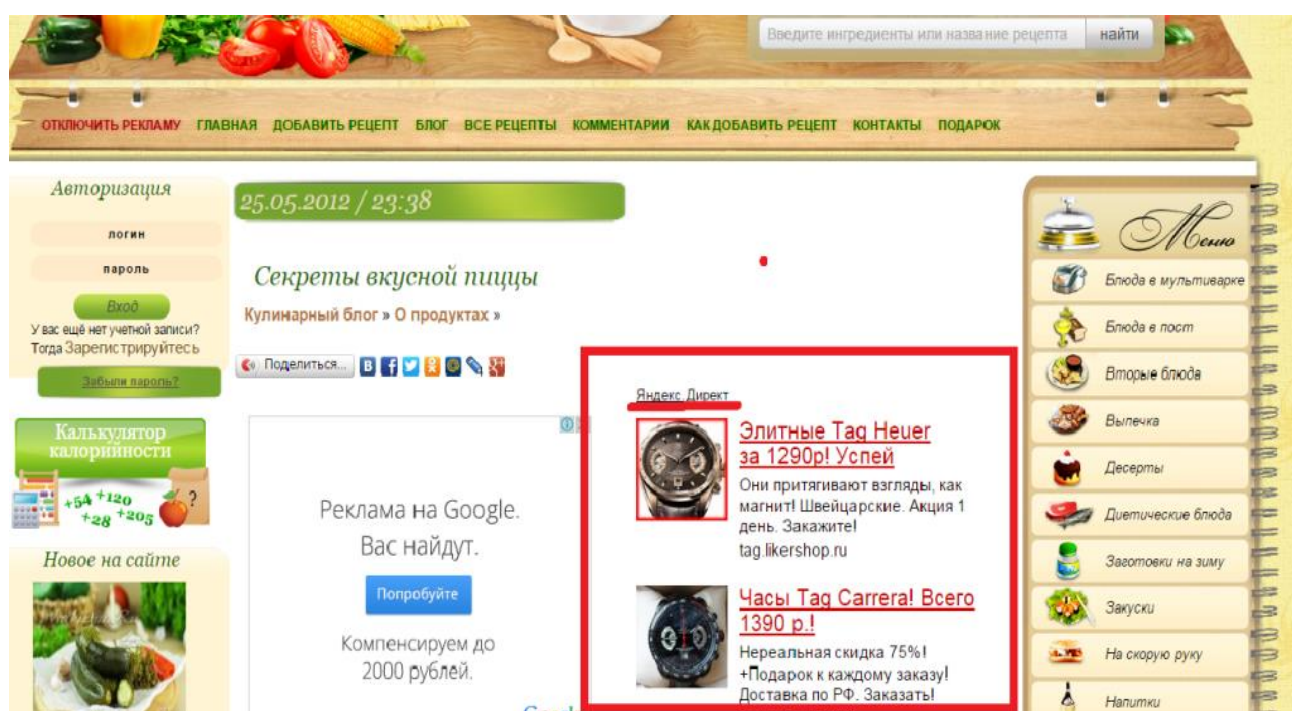 Введите ингредиенты или название рецепта
найти
ОТКЛЮЧИТЬ РЕКЛАМУ ГЛАВНАЯ ДОБАВИТЬ РЕЦЕПТ БЛОГ ВСЕ РЕЦЕПТЫ КОММЕНТАРИИ КАК ДОБАВИТЬ РЕЦЕПТ КОНТАКТЫ ПОДАРОК
Авторизация
логин
пароль
Вход
У вас ещё нет учетной записи?
Тогда Зарегистрируйтесь
Забыли пароль?
Калькулятор
калорийности
+54 +120
+28 +205
?
Новое на сайте
25.05.2012 / 23:38
Секреты вкусной пиццы
Кулинарный блог » О продуктах »
Поделиться...
Реклама на Google.
Вас найдут.
Попробуйте
Компенсируем до
2000 рублей.
Яндекс.Директ
Элитные Tag Heuer
за 1290р! Успей
Они притягивают взгляды, как
магнит! Швейцарские. Акция 1
день. Закажите!
tag.likershop.ru
Часы Tag Carrera! Всего
1390 р.!
Нереальная скидка 75%!
+Подарок к каждому заказу!
Доставка по РФ. Заказать!
Меню
Блюда в мультиварке
Блюда в пост
Вторые блюда
Выпечка
Десерты
Диетические блюда
Заготовки на зиму
Закуски
На скорую руку
Напитки